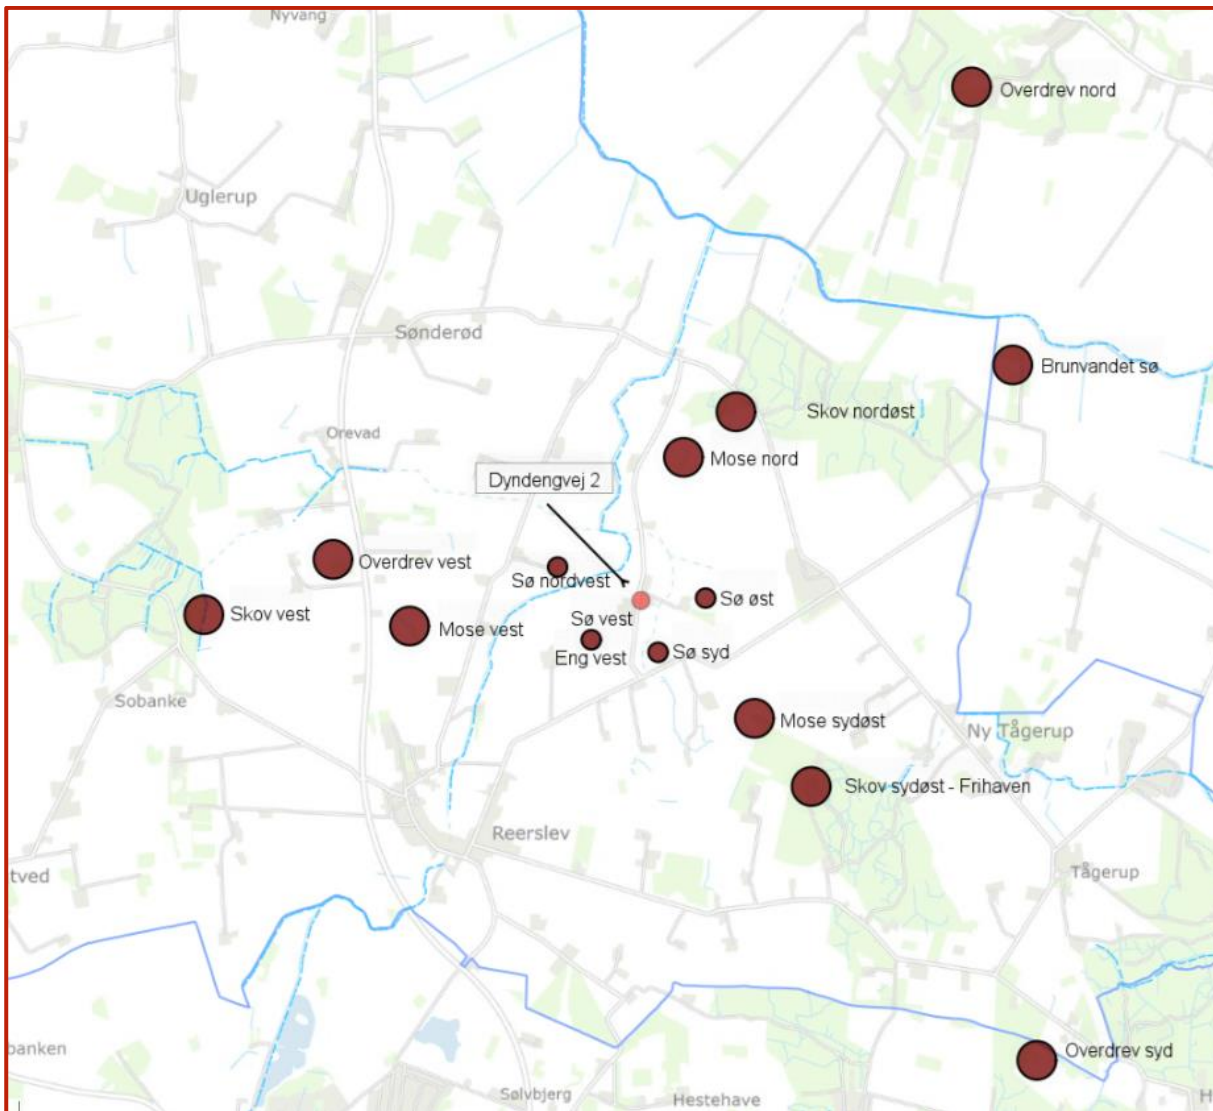 Nyvang
Overdrev nord
Uglerup
Sønderød
Brunvandet sø
Skov nordøst
Orevad
Mose nord
Dyndengvej 2
Overdrev vest
Sø nordvest
Sø øst
Skov vest
Sø vest
Mose vest
Sø syd
Eng vest
Sobanke
Mose sydøst
Ny Tågerup
Skov sydøst - Frihaven
Reerslev
tved
Tågerup
banken
Overdrev syd
Sølvbjerg
Hestehave
H